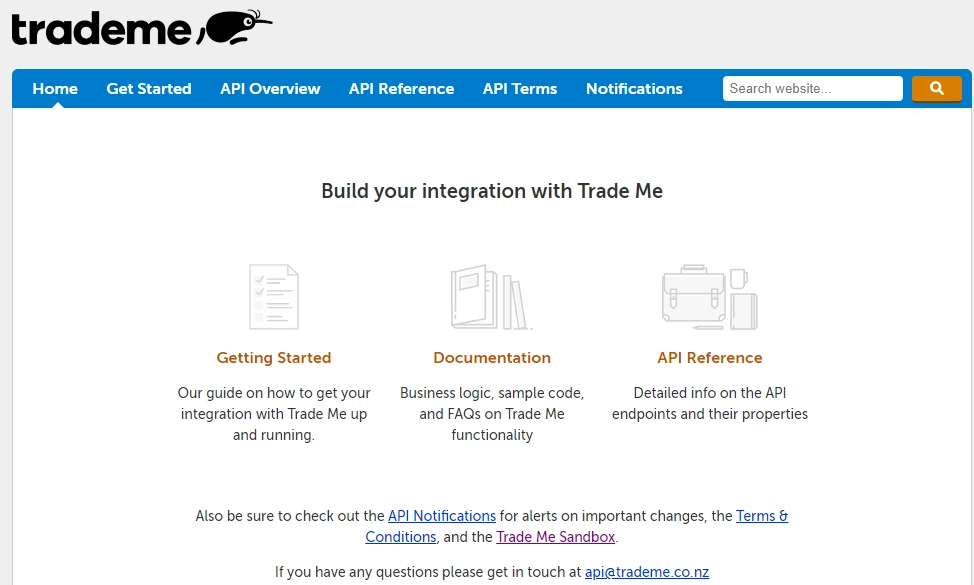 trademe
Home Get Started API Overview API Reference API Terms Notifications Search website...
Build your integration with Trade Me
Getting Started Documentation API Reference
Our guide on how to get your Business logic, sample code, Detailed info on the API
integration with Trade Me up and FAQs on Trade Me endpoints and their properties
and running. functionality
Also be sure to check out the API Notifications for alerts on important changes, the Terms &
Conditions, and the Trade Me Sandbox.
If you have any questions please get in touch at api@trademe.co.nz